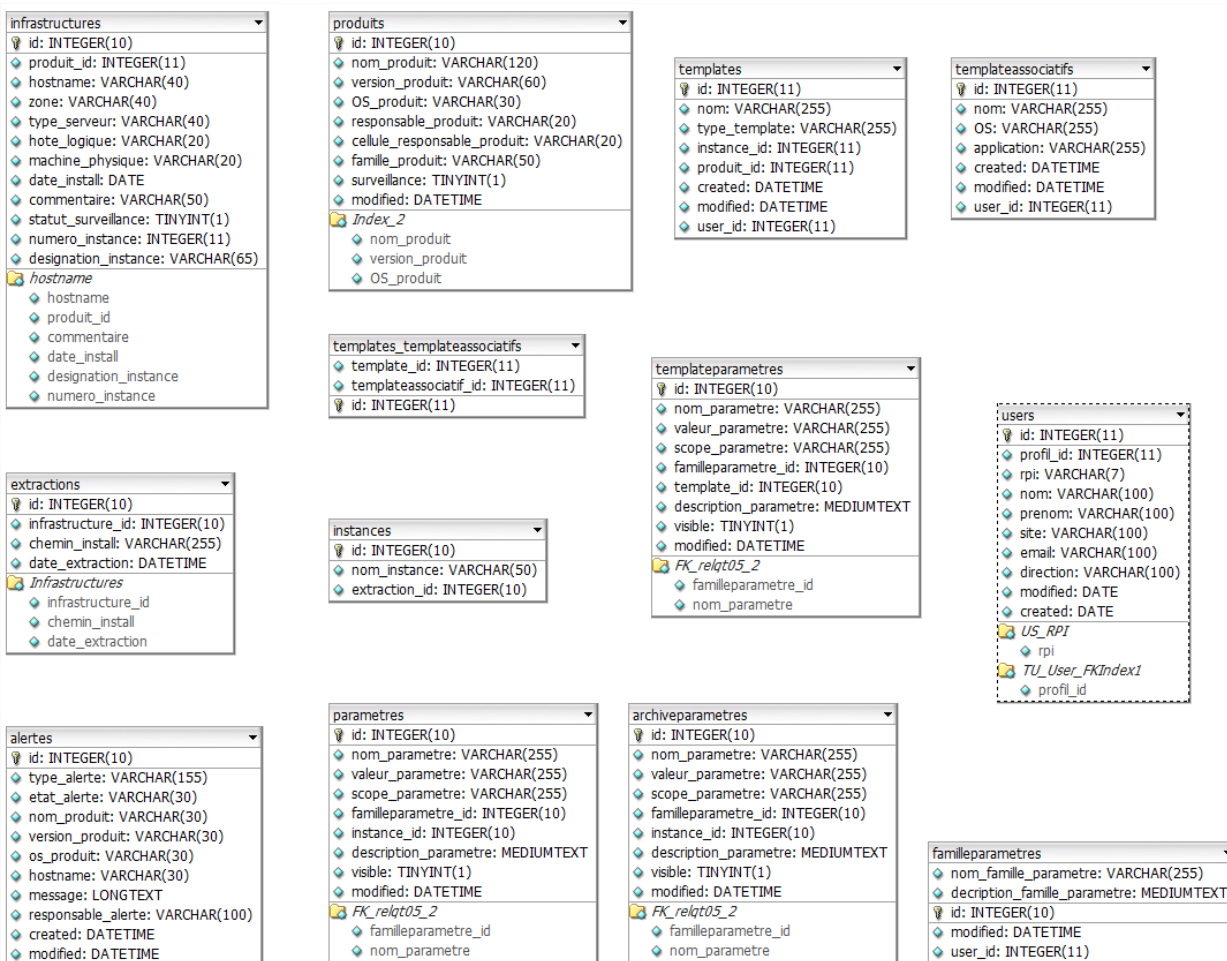 infrastructures
id: INTEGER(10)
produit_id: INTEGER(11)
hostname: VARCHAR(40)
zone: VARCHAR(40)
type_serveur: VARCHAR(40)
hote_logique: VARCHAR(20)
machine_physique: VARCHAR(20)
date_install: DATE
commentaire: VARCHAR(50)
statut_surveillance: TINYINT(1)
numero_instance: INTEGER(11)
designation_instance: VARCHAR(65)
hostname
hostname
produit_id
commentaire
date_install
designation_instance
numero_instance
produits
id: INTEGER(10)
nom_produit: VARCHAR(120)
version_produit: VARCHAR(60)
OS_produit: VARCHAR(30)
responsable_produit: VARCHAR(20)
cellule_responsable_produit: VARCHAR(20)
famille_produit: VARCHAR(50)
surveillance: TINYINT(1)
modified: DATETIME
Index_2
nom_produit
version_produit
OS_produit
templates
id: INTEGER(11)
nom: VARCHAR(255)
type_template: VARCHAR(255)
instance_id: INTEGER(11)
produit_id: INTEGER(11)
created: DATETIME
modified: DATETIME
user_id: INTEGER(11)
templateassociatifs
id: INTEGER(11)
nom: VARCHAR(255)
OS: VARCHAR(255)
application: VARCHAR(255)
created: DATETIME
modified: DATETIME
user_id: INTEGER(11)
templates_templateassociatifs
template_id: INTEGER(11)
templateassociatif_id: INTEGER(11)
id: INTEGER(11)
templateparametres
id: INTEGER(10)
nom_parametre: VARCHAR(255)
valeur_parametre: VARCHAR(255)
scope_parametre: VARCHAR(255)
familleparametre_id: INTEGER(10)
template_id: INTEGER(10)
description_parametre: MEDIUMTEXT
visible: TINYINT(1)
modified: DATETIME
FK_relqt05_2
familleparametre_id
nom_parametre
users
id: INTEGER(11)
profil_id: INTEGER(11)
rpi: VARCHAR(7)
nom: VARCHAR(100)
prenom: VARCHAR(100)
site: VARCHAR(100)
email: VARCHAR(100)
direction: VARCHAR(100)
modified: DATE
created: DATE
US_RPI
rpi
TU_User_FKIndex1
profil_id
extractions
id: INTEGER(10)
infrastructure_id: INTEGER(10)
chemin_install: VARCHAR(255)
date_extraction: DATETIME
Infrastructures
infrastructure_id
chemin_install
date_extraction
instances
id: INTEGER(10)
nom_instance: VARCHAR(50)
extraction_id: INTEGER(10)
alertes
id: INTEGER(10)
type_alerte: VARCHAR(155)
etat_alerte: VARCHAR(30)
nom_produit: VARCHAR(30)
version_produit: VARCHAR(30)
os_produit: VARCHAR(30)
hostname: VARCHAR(30)
message: LONGTEXT
responsable_alerte: VARCHAR(100)
created: DATETIME
modified: DATETIME
parametres
id: INTEGER(10)
nom_parametre: VARCHAR(255)
valeur_parametre: VARCHAR(255)
scope_parametre: VARCHAR(255)
familleparametre_id: INTEGER(10)
instance_id: INTEGER(10)
description_parametre: MEDIUMTEXT
visible: TINYINT(1)
modified: DATETIME
FK_relqt05_2
familleparametre_id
nom_parametre
archiveparametres
id: INTEGER(10)
nom_parametre: VARCHAR(255)
valeur_parametre: VARCHAR(255)
scope_parametre: VARCHAR(255)
familleparametre_id: INTEGER(10)
instance_id: INTEGER(10)
description_parametre: MEDIUMTEXT
visible: TINYINT(1)
modified: DATETIME
FK_relqt05_2
familleparametre_id
nom_parametre
familleparametres
nom_famille_parametre: VARCHAR(255)
decription_famille_parametre: MEDIUMTEXT
id: INTEGER(10)
modified: DATETIME
user_id: INTEGER(11)